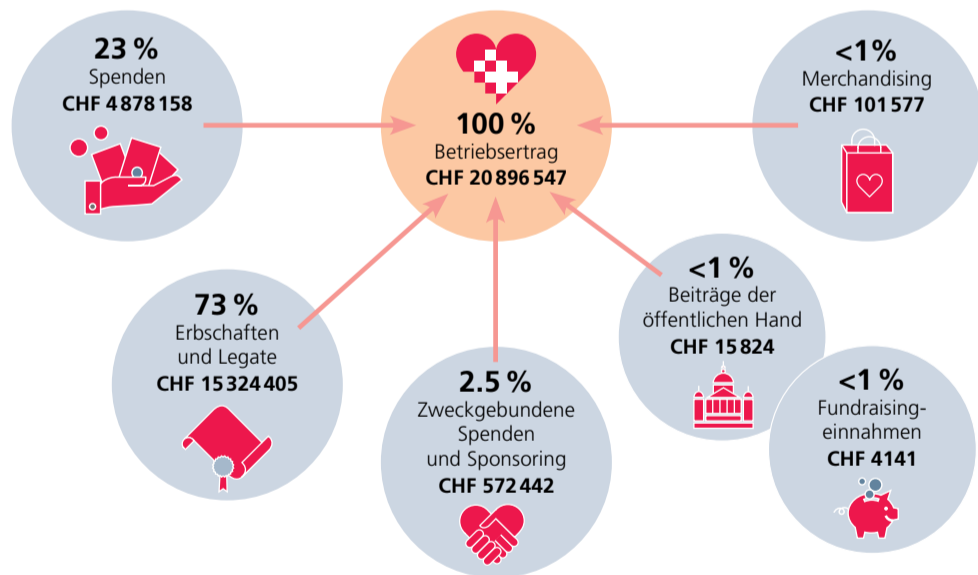 23 %
Spenden
CHF 4 878 158
100 %
Betriebsertrag
CHF 20 896 547
<1%
Merchandising
CHF 101 577
73 %
Erbschaften
und Legate
CHF 15 324 405
2.5 %
Zweckgebundene
Spenden
und Sponsoring
CHF 572 442
<1 %
Beiträge der
öffentlichen Hand
CHF 15 824
<1 %
Fundraising-
einnahmen
CHF 4141